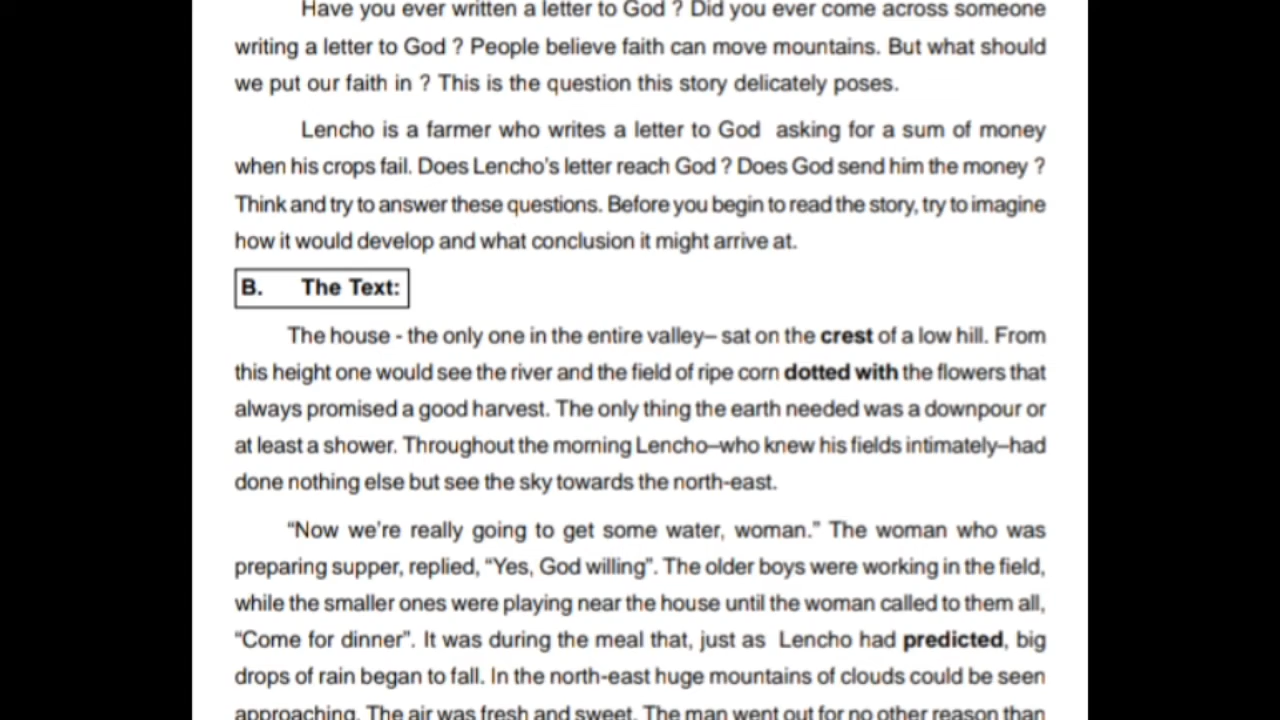 Have you ever written a letter to God ? Did you ever come across someone
writing a letter to God ? People believe faith can move mountains. But what should
we put our faith in ? This is the question this story delicately poses.
Lencho is a farmer who writes a letter to God asking for a sum of money
when his crops fail. Does Lencho's letter reach God ? Does God send him the money ?
Think and try to answer these questions. Before you begin to read the story, try to imagine
how it would develop and what conclusion it might arrive at.
B. The Text:
The house - the only one in the entire valley– sat on the crest of a low hill. From
this height one would see the river and the field of ripe corn dotted with the flowers that
always promised a good harvest. The only thing the earth needed was a downpour or
at least a shower. Throughout the morning Lencho–who knew his fields intimately–had
done nothing else but see the sky towards the north-east.
“Now we're really going to get some water, woman.” The woman who was
preparing supper, replied, “Yes, God willing”. The older boys were working in the field,
while the smaller ones were playing near the house until the woman called to them all,
“Come for dinner”. It was during the meal that, just as Lencho had predicted, big
drops of rain began to fall. In the north-east huge mountains of clouds could be seen
approaching. The air was fresh and sweet. The man went out for no other reason than